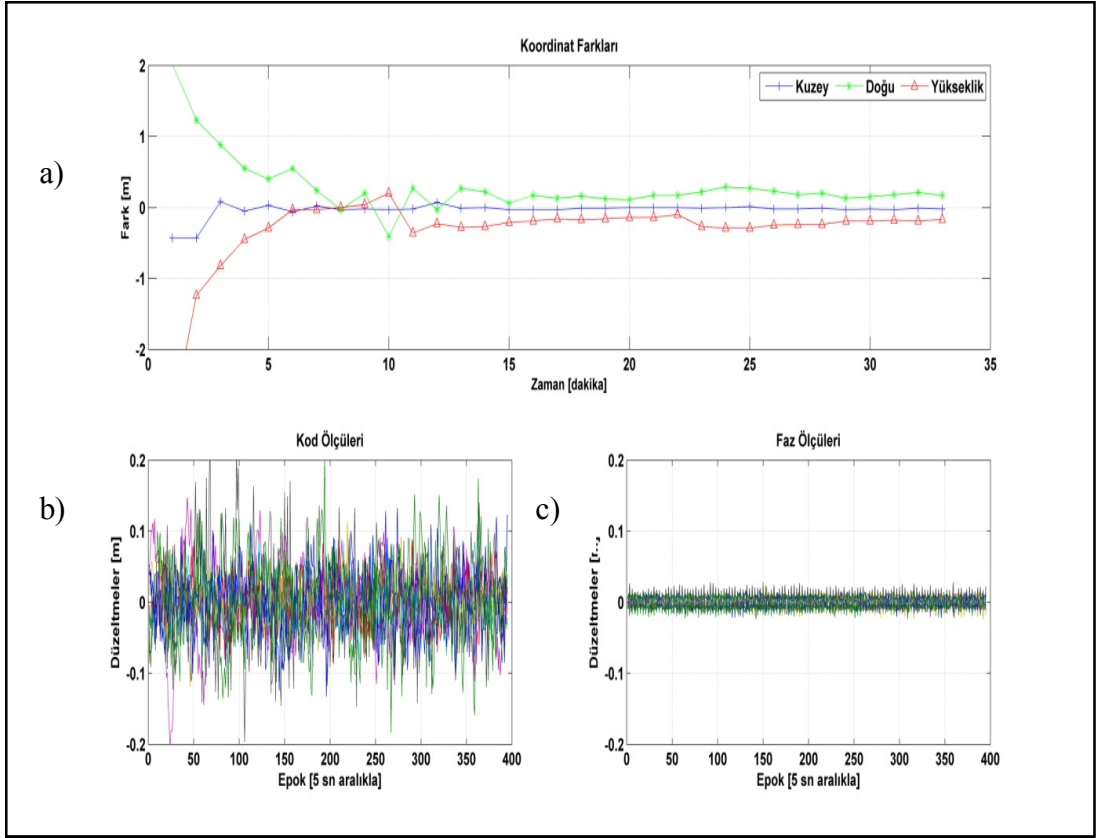 Koordinat Farkları
a)
Fark [m]
2
1
0
-1
-2
Kuzey Doğu Yükseklik
0 5 10 15 20 25 30 35
Zaman [dakika]
b)
Kod Ölçüleri
Düzeltmeler [m]
0.2
0.1
0
-0.1
-0.2
0 50 100 150 200 250 300 350 400
Epok [5 sn aralıkla]
c)
Faz Ölçüleri
Düzeltmeler [r..,
0.2
0.1
0
-0.1
-0.2
0 50 100 150 200 250 300 350 400
Epok [5 sn aralıkla]